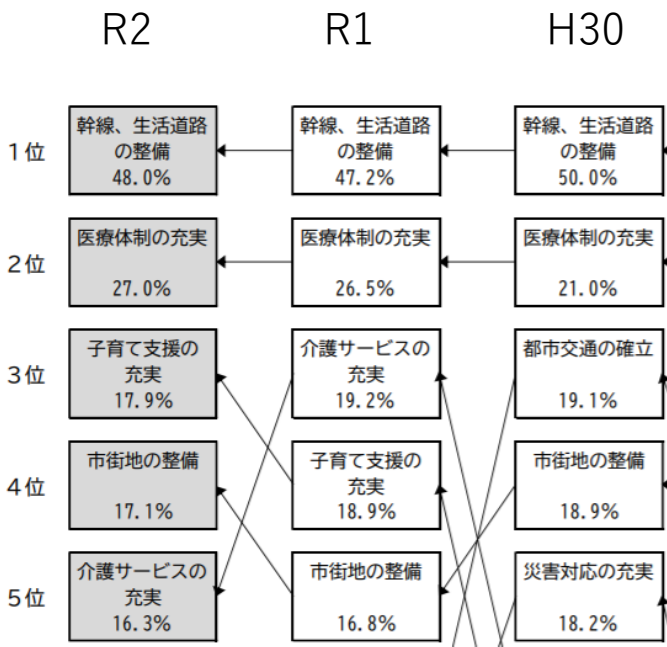 R2 R1 H30
1位
幹線、生活道路
の整備
48.0%
幹線、生活道路
の整備
47.2%
幹線、生活道路
の整備
50.0%
2位
医療体制の充実
27.0%
医療体制の充実
26.5%
医療体制の充実
21.0%
3位
子育て支援の
充実
17.9%
介護サービスの
充実
19.2%
都市交通の確立
19.1%
4位
市街地の整備
17.1%
子育て支援の
充実
18.9%
市街地の整備
18.9%
5位
介護サービスの
充実
16.3%
市街地の整備
16.8%
災害対応の充実
18.2%